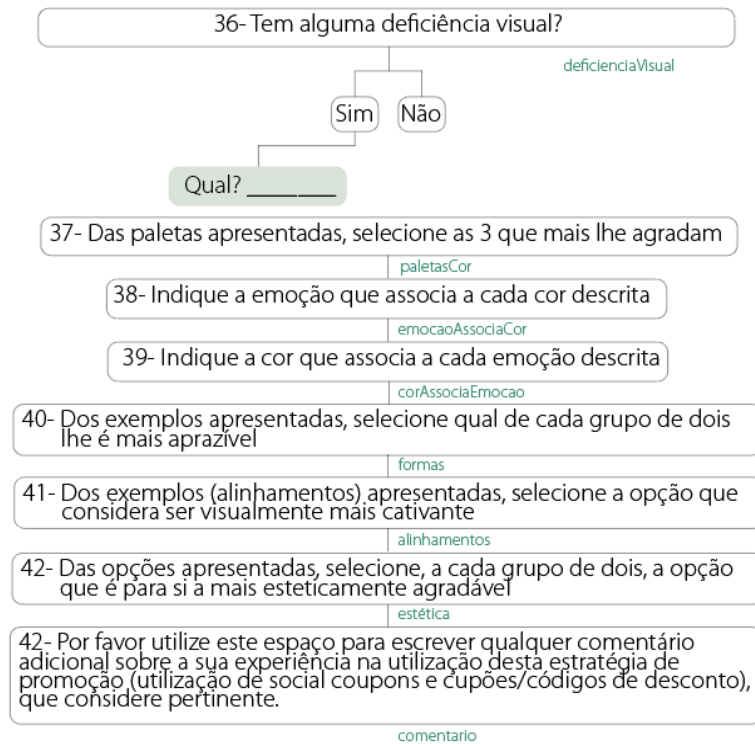 36- Tem alguma deficiência visual?
deficienciaVisual
Sim
Não
Qual? ________
37- Das paletas apresentadas, selecione as 3 que mais lhe agradam
paletasCor
38- Indique a emoção que associa a cada cor descrita
emocaoAssociaCor
39- Indique a cor que associa a cada emoção descrita
corAssociaEmocao
40- Dos exemplos apresentadas, selecione qual de cada grupo de dois
lhe é mais aprazível
formas
41- Dos exemplos (alinhamentos) apresentadas, selecione a opção que
considera ser visualmente mais cativante
alinhamentos
42- Das opções apresentadas, selecione, a cada grupo de dois, a opção
que é para si a mais esteticamente agradável
estética
42- Por favor utilize este espaço para escrever qualquer comentário
adicional sobre a sua experiência na utilização desta estratégia de
promoção (utilização de social coupons e cupões/códigos de desconto),
que considere pertinente.
comentario